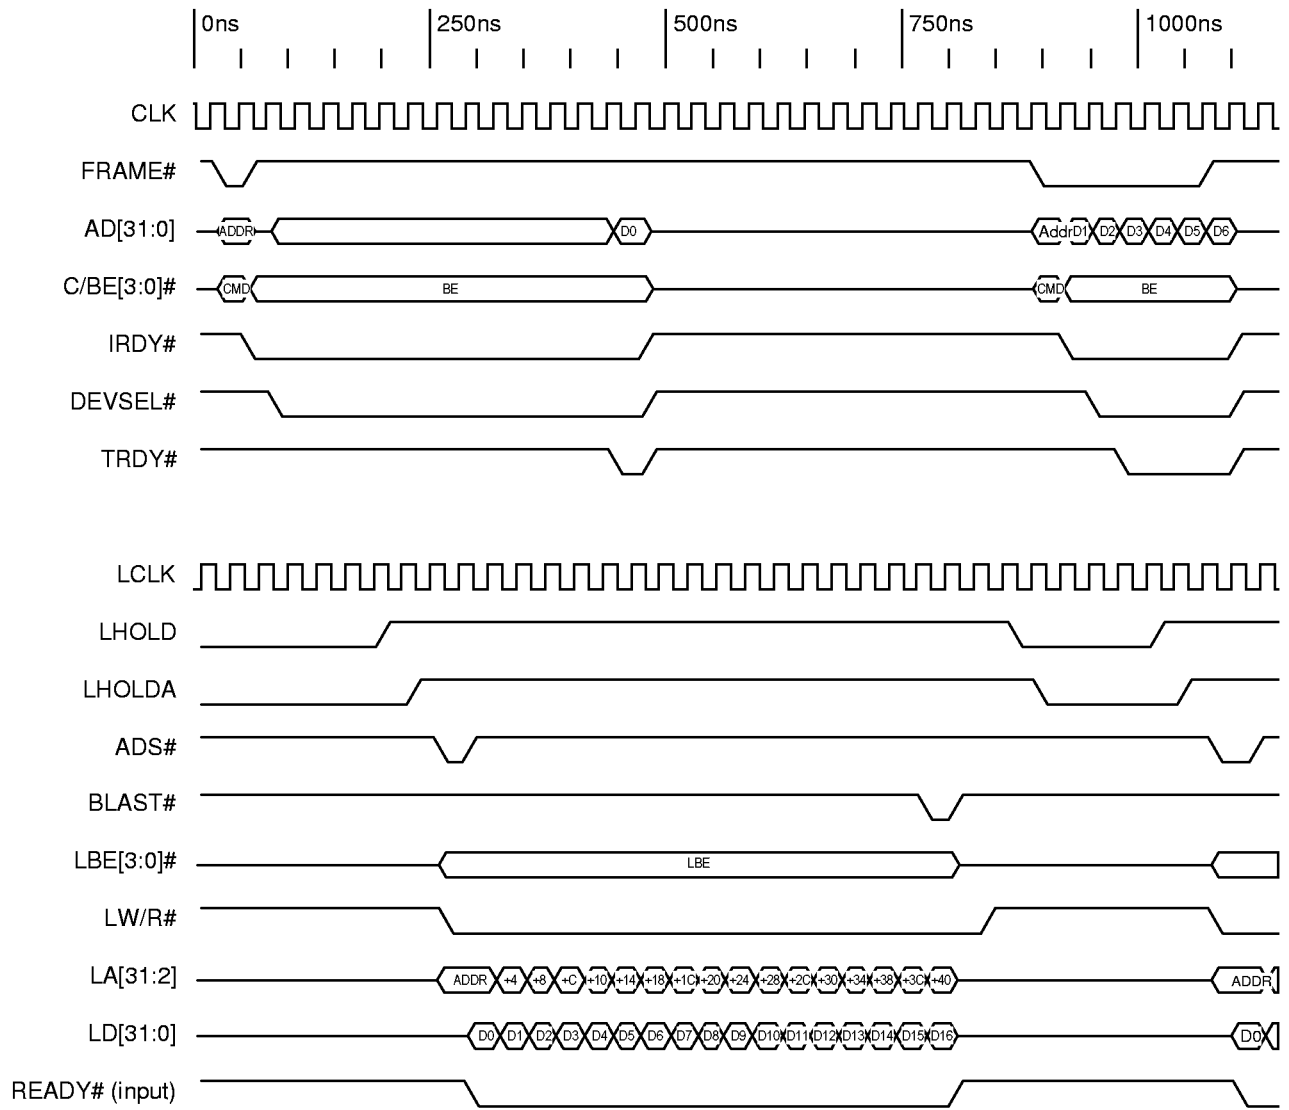 0ns 250ns 500ns 750ns 1000ns
CLK
FRAME#
AD[31:0] ADDR D0 Addr D1 D2 D3 D4 D5 D6
C/BE[3:0]# CMD BE CMD BE
IRDY#
DEVSEL#
TRDY#
LCLK
LHOLD
LHOLDA
ADS#
BLAST#
LBE[3:0]# LBE
LW/R#
LA[31:2] ADDR +4 +8 +C +10 +14 +18 +1C +20 +24 +28 +2C +30 +34 +38 +3C +40 ADDR
LD[31:0] D0 D1 D2 D3 D4 D5 D6 D7 D8 D9 D10 D11 D12 D13 D14 D15 D16 D0
READY# (input)